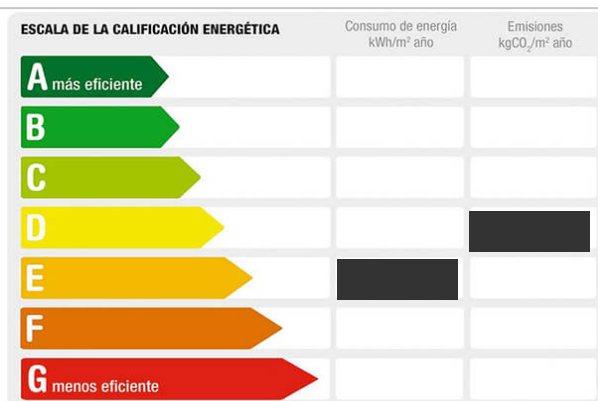 ESCALA DE LA CALIFICACIÓN ENERGÉTICA
Consumo de energía
kWh/m² año
Emisiones
kgCO₂/m² año
A más eficiente
B
C
D
E
F
G menos eficiente